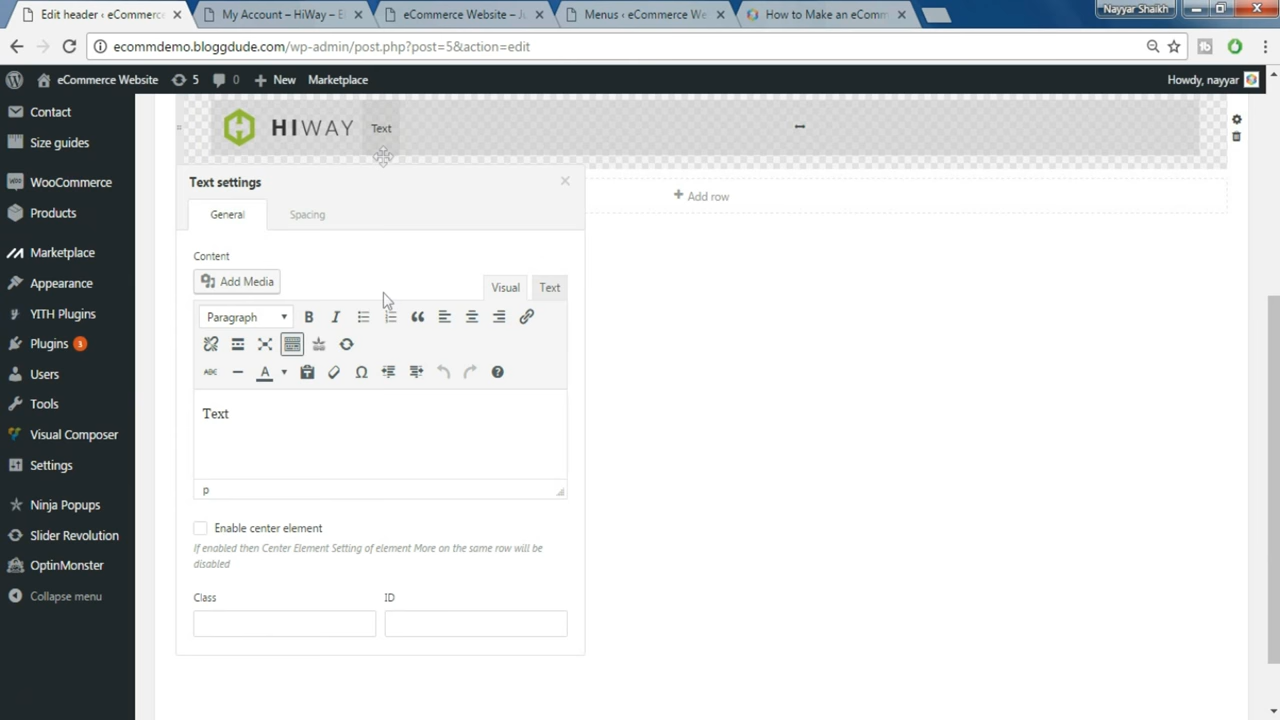 Edit header ‹ eCommerce
My Account – HiWay – E
eCommerce Website – Ju
Menus ‹ eCommerce We
How to Make an eComm
Nayyar Shaikh
ecommdemo.bloggdude.com/wp-admin/post.php?post=5&action=edit
eCommerce Website
5
0
New
Marketplace
Howdy, nayyar
Contact
Size guides
WooCommerce
Products
Marketplace
Appearance
YITH Plugins
Plugins 3
Users
Tools
Visual Composer
Settings
Ninja Popups
Slider Revolution
OptinMonster
Collapse menu
HIWAY
Text
Add row
Text settings
General
Spacing
Content
Add Media
Visual
Text
Paragraph
B
I
ABC
A
Ω
Text
p
Enable center element
If enabled then Center Element Setting of element More on the same row will be
disabled
Class
ID